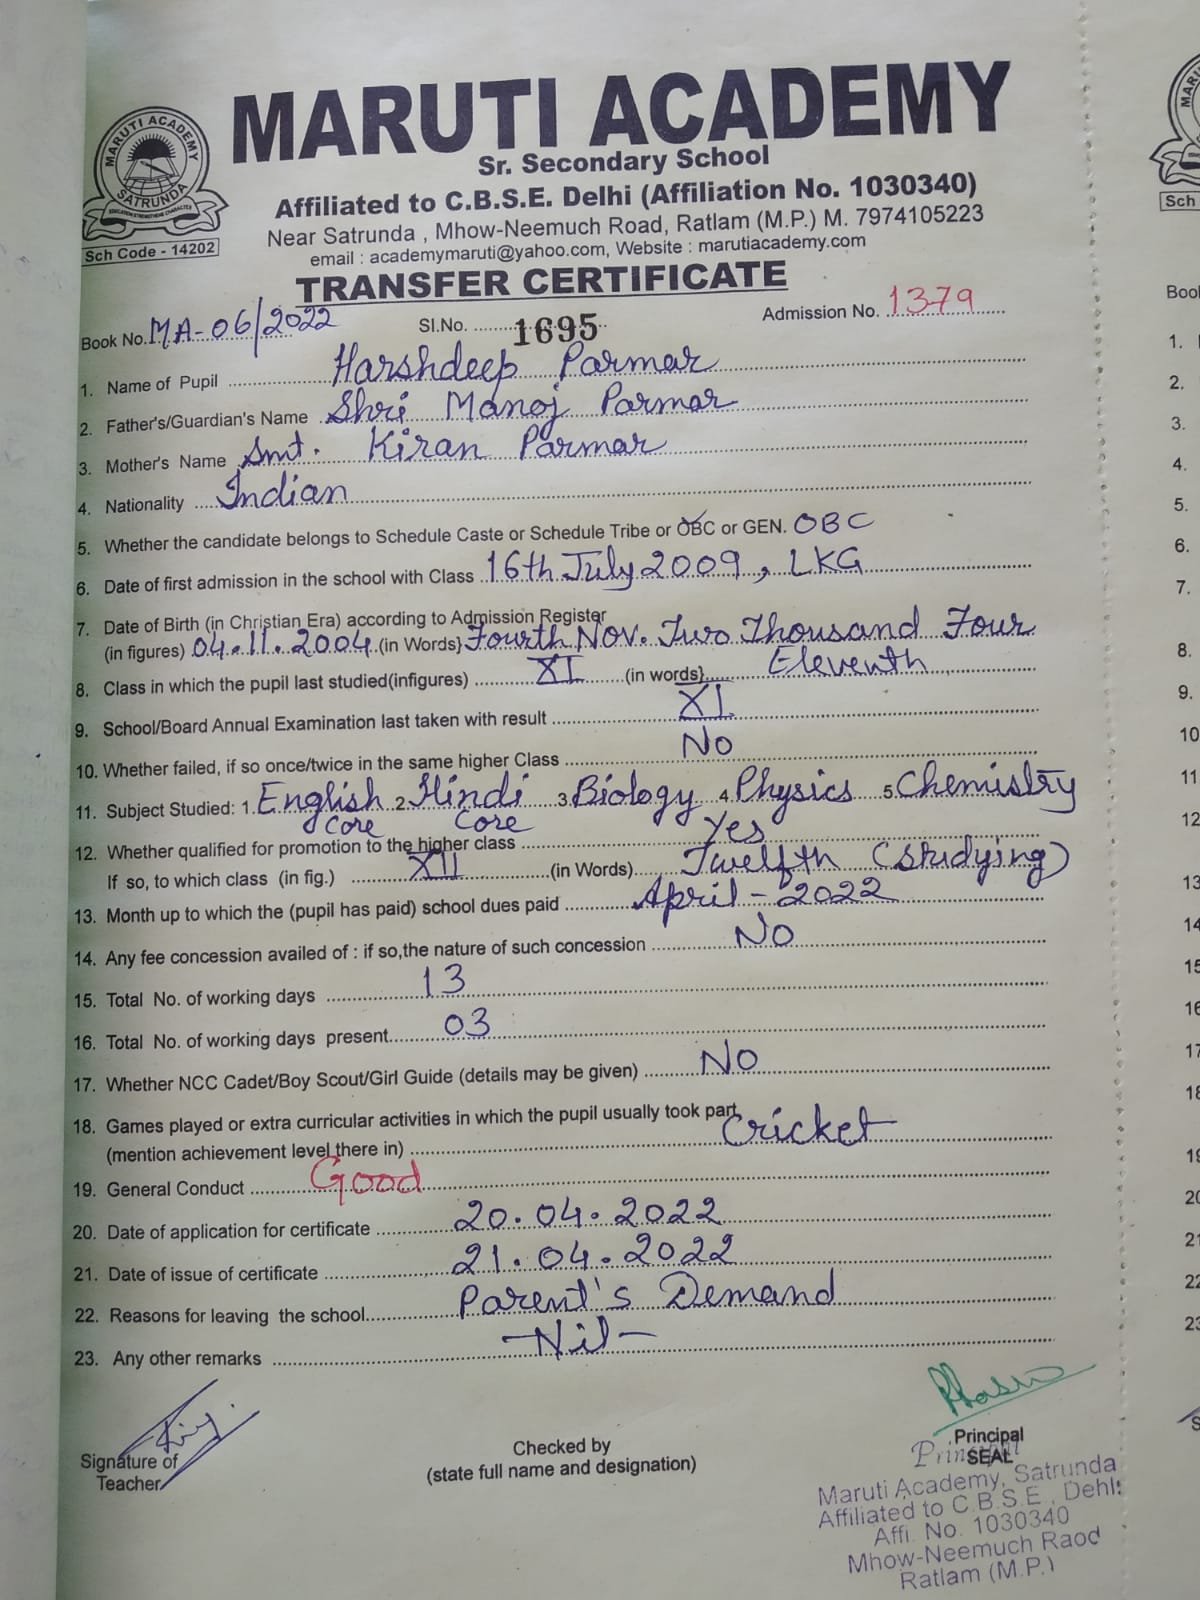 MARUTI ACADEMY
Sr. Secondary School
Affiliated to C.B.S.E. Delhi (Affiliation No. 1030340)
Near Satrunda , Mhow-Neemuch Road, Ratlam (M.P.) M. 7974105223
email : academymaruti@yahoo.com, Website : marutiacademy.com
MARUTI ACADEMY
SATRUNDA
Sch Code - 14202
TRANSFER CERTIFICATE
Book No. MA-06/2022 Sl.No. 1695 Admission No. 1379
1. Name of Pupil Harshdeep Parmar
2. Father's/Guardian's Name Shri Manoj Parmar
3. Mother's Name Smt. Kiran Parmar
4. Nationality Indian
5. Whether the candidate belongs to Schedule Caste or Schedule Tribe or OBC or GEN. OBC
6. Date of first admission in the school with Class 16th July 2009, LKG
7. Date of Birth (in Christian Era) according to Admission Register
(in figures) 04.11.2004 (in Words} Fourth Nov. Two Thousand Four
8. Class in which the pupil last studied(infigures) XI (in words} Eleventh
9. School/Board Annual Examination last taken with result XI
10. Whether failed, if so once/twice in the same higher Class No
11. Subject Studied: 1. English Core 2. Hindi Core 3 Biology 4 Physics 5. Chemistry
12. Whether qualified for promotion to the higher class Yes
If so, to which class (in fig.) XII (in Words) Twelfth (Studying)
13. Month up to which the (pupil has paid) school dues paid April-2022
14. Any fee concession availed of : if so,the nature of such concession No
15. Total No. of working days 13
16. Total No. of working days present 03
17. Whether NCC Cadet/Boy Scout/Girl Guide (details may be given) No
18. Games played or extra curricular activities in which the pupil usually took part
(mention achievement level there in) Cricket
19. General Conduct Good
20. Date of application for certificate 20.04.2022
21. Date of issue of certificate 21.04.2022
22. Reasons for leaving the school Parent's Demand
23. Any other remarks -Nil-
Signature of
Teacher
Checked by
(state full name and designation)
Principal
SEAL
Principal
Maruti Academy, Satrunda
Affiliated to C.B.S.E., Dehli
Affi. No. 1030340
Mhow-Neemuch Raod
Ratlam (M.P.)